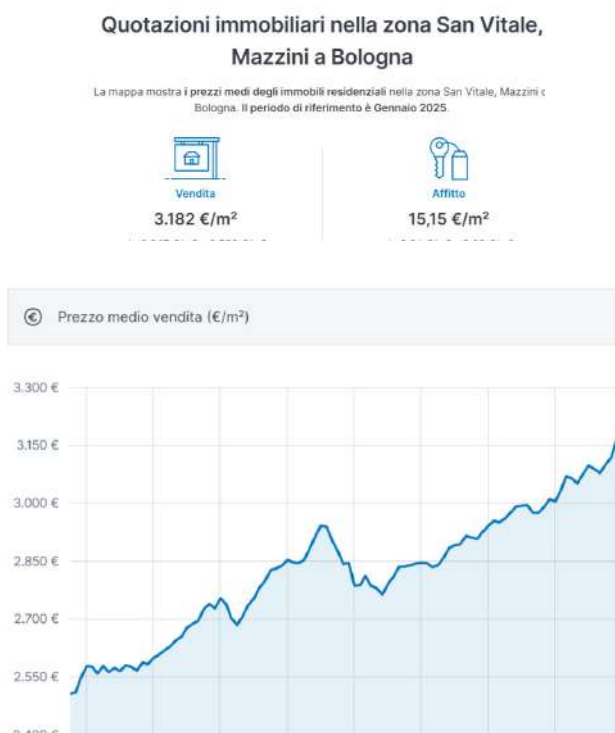 Quotazioni immobiliari nella zona San Vitale,
Mazzini a Bologna
La mappa mostra i prezzi medi degli immobili residenziali nella zona San Vitale, Mazzini
Bologna. Il periodo di riferimento è Gennaio 2025.
Vendita
Affitto
3.182 €/m²
15,15 €/m²
Prezzo medio vendita (€/m²)
3.300 €
3.150 €
3.000 €
2.850 €
2.700 €
2.550 €